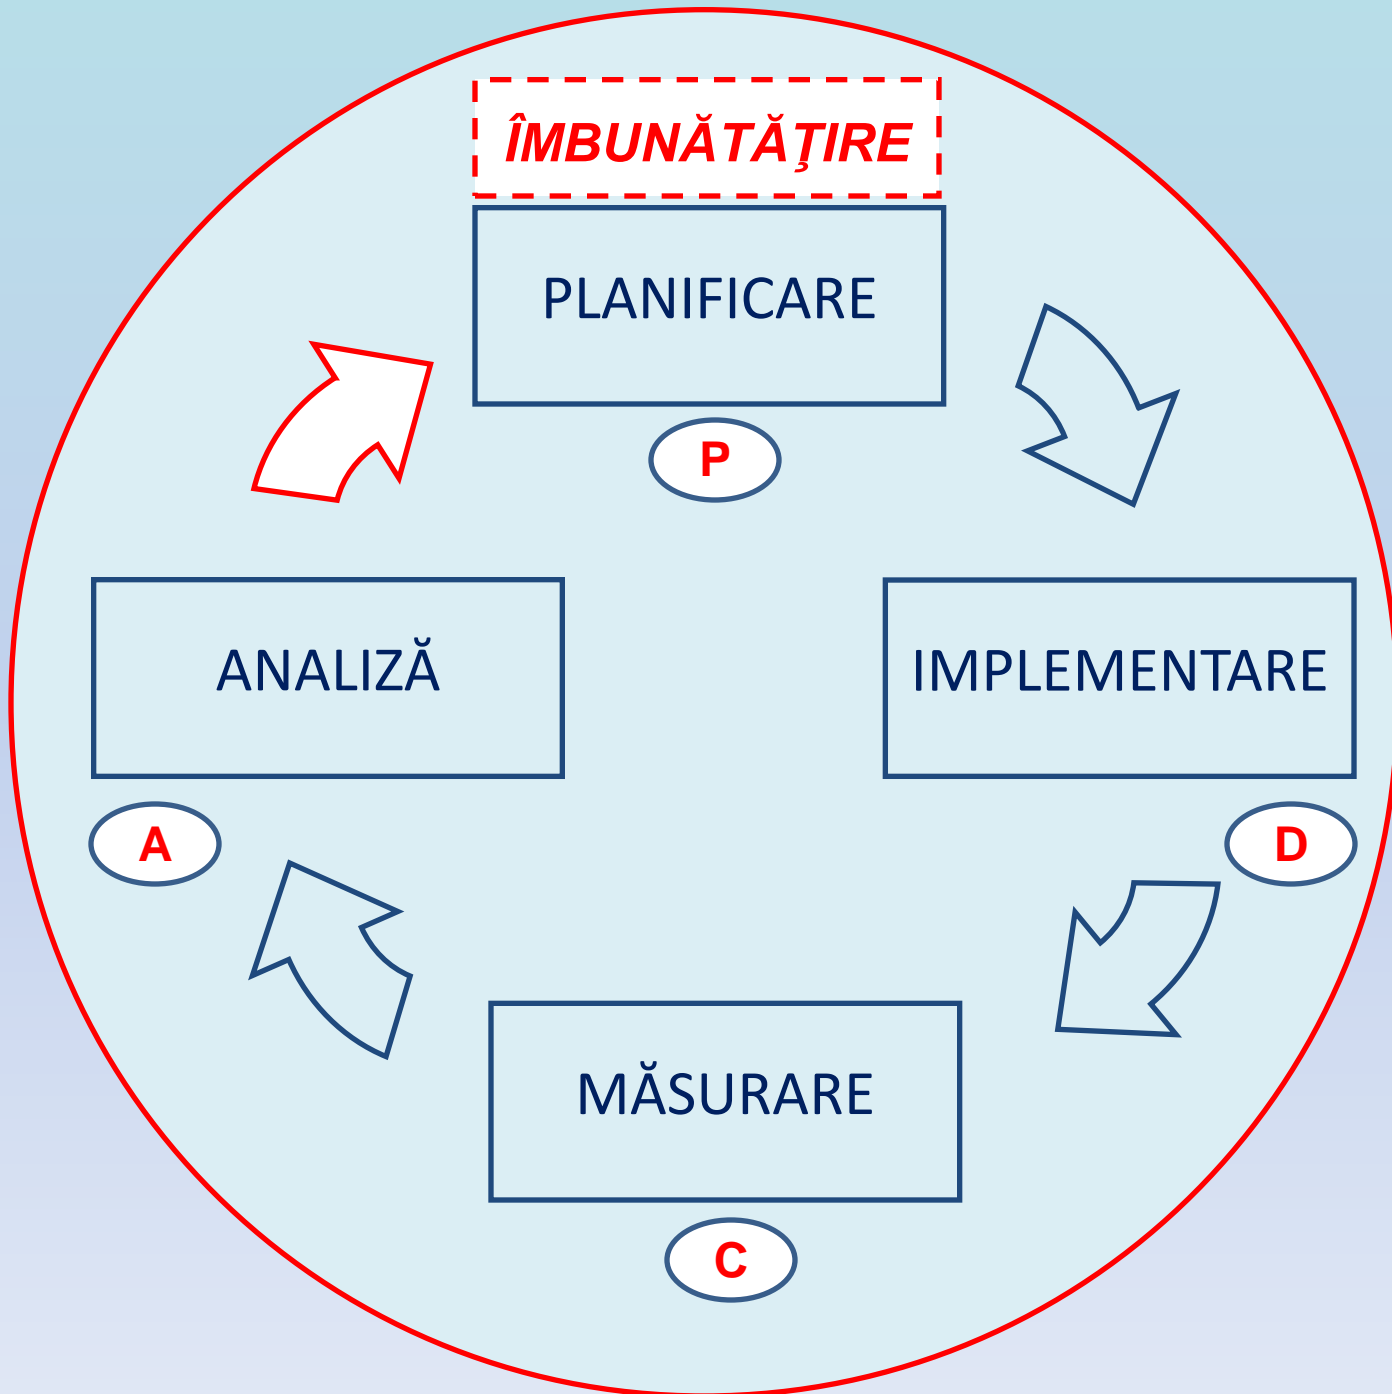 ÎMBUNĂTĂŢIRE
PLANIFICARE
P
ANALIZĂ
IMPLEMENTARE
A
D
MĂSURARE
C